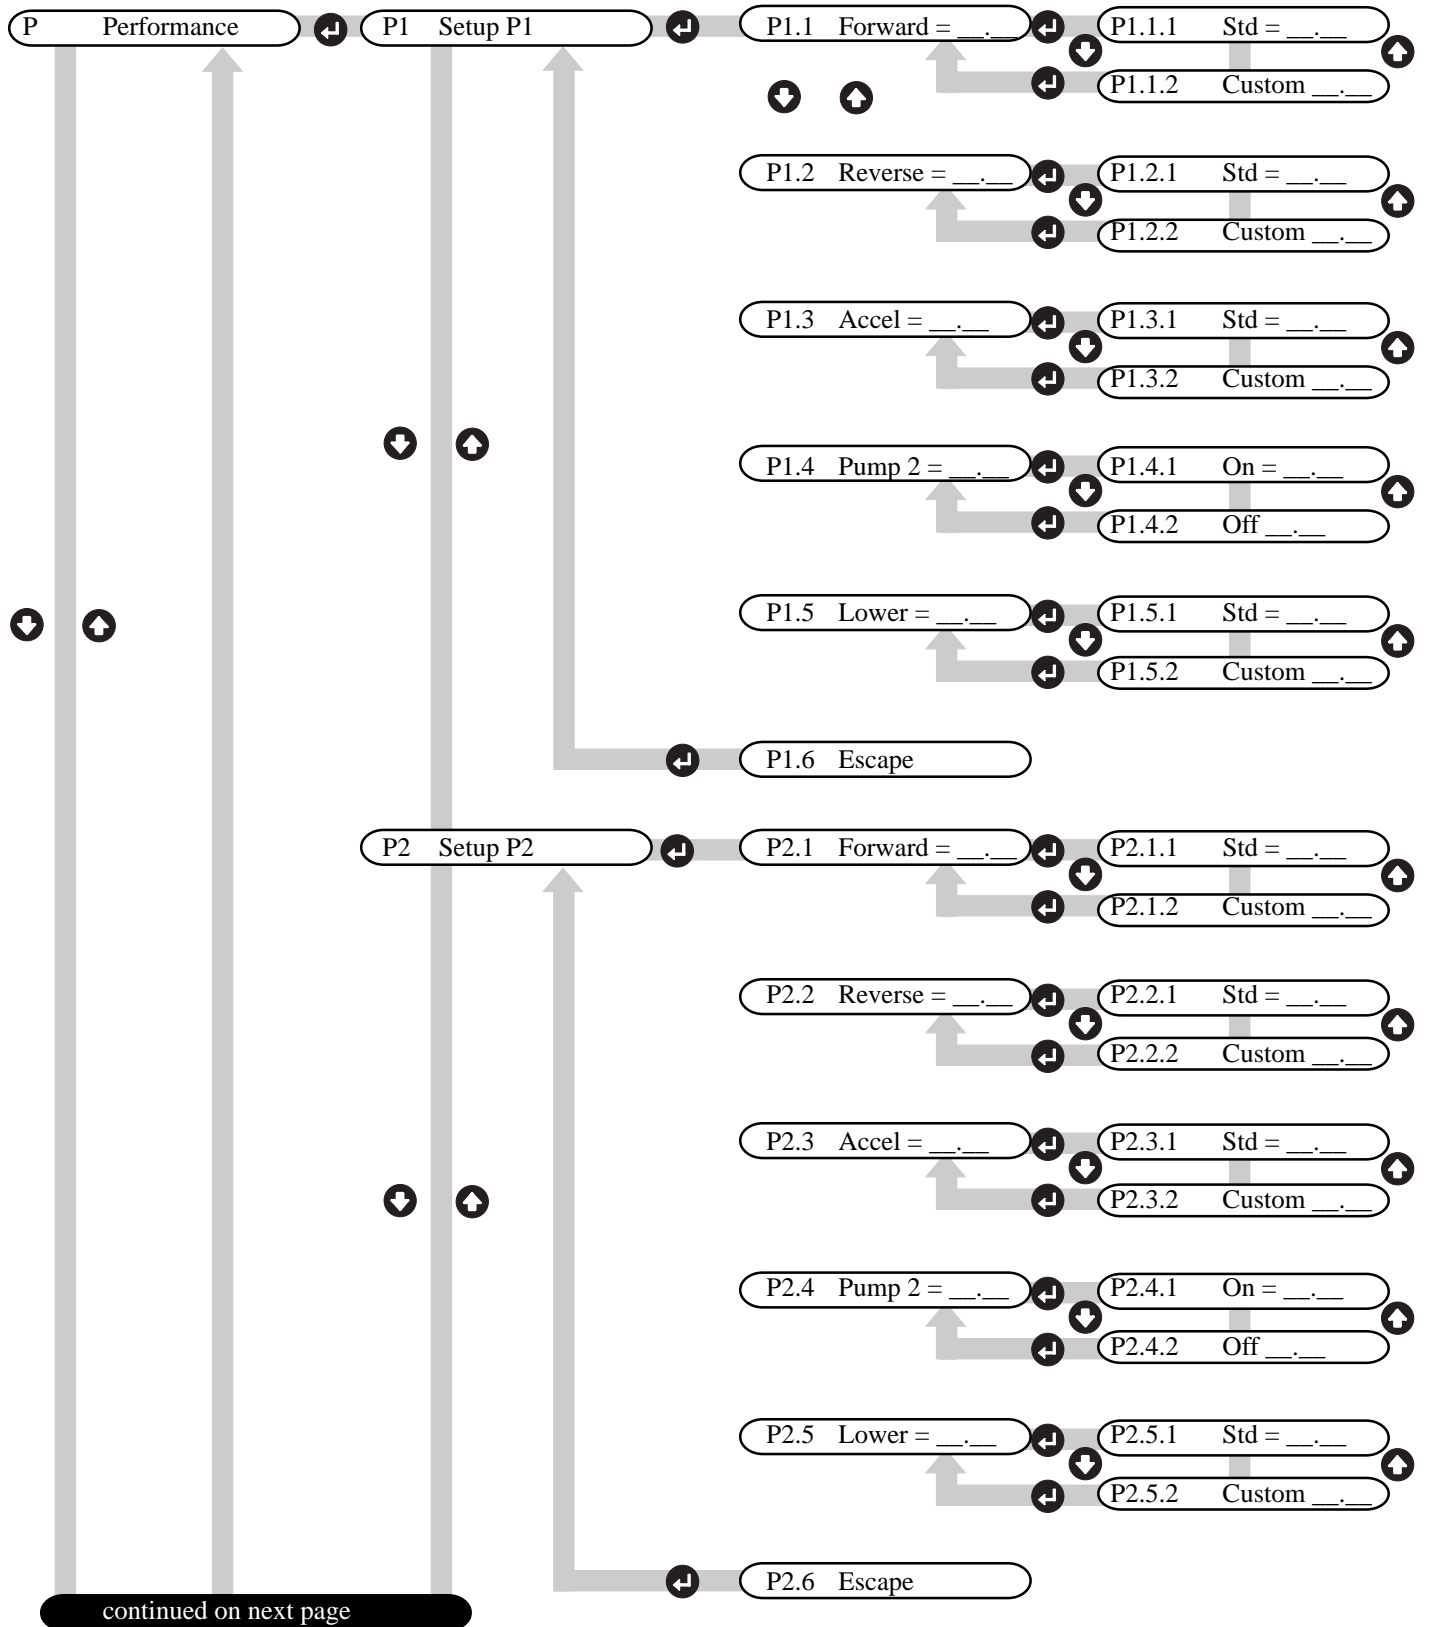 P Performance
P1 Setup P1
P1.1 Forward = __.__
P1.1.1 Std = __.__
P1.1.2 Custom __.__
P1.2 Reverse = __.__
P1.2.1 Std = __.__
P1.2.2 Custom __.__
P1.3 Accel = __.__
P1.3.1 Std = __.__
P1.3.2 Custom __.__
P1.4 Pump 2 = __.__
P1.4.1 On = __.__
P1.4.2 Off __.__
P1.5 Lower = __.__
P1.5.1 Std = __.__
P1.5.2 Custom __.__
P1.6 Escape
P2 Setup P2
P2.1 Forward = __.__
P2.1.1 Std = __.__
P2.1.2 Custom __.__
P2.2 Reverse = __.__
P2.2.1 Std = __.__
P2.2.2 Custom __.__
P2.3 Accel = __.__
P2.3.1 Std = __.__
P2.3.2 Custom __.__
P2.4 Pump 2 = __.__
P2.4.1 On = __.__
P2.4.2 Off __.__
P2.5 Lower = __.__
P2.5.1 Std = __.__
P2.5.2 Custom __.__
P2.6 Escape
continued on next page